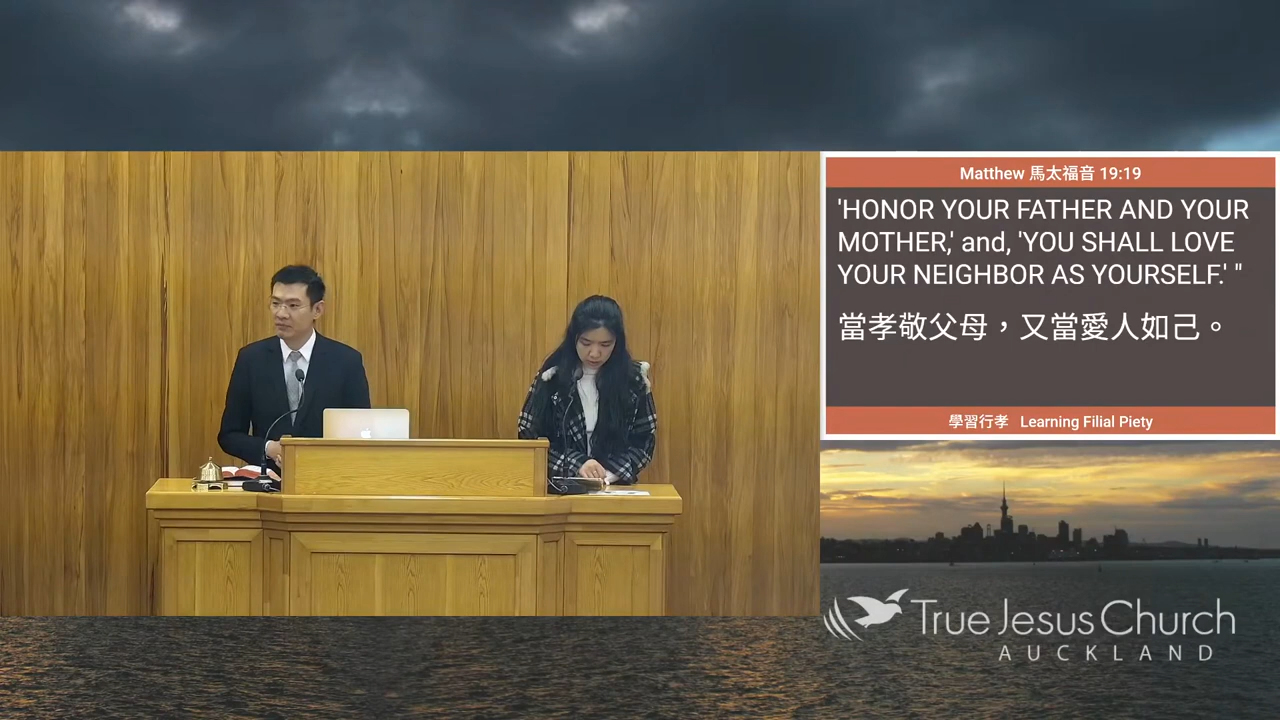 Matthew 馬太福音 19:19
'HONOR YOUR FATHER AND YOUR
MOTHER,' and, 'YOU SHALL LOVE
YOUR NEIGHBOR AS YOURSELF.' "
當孝敬父母，又當愛人如己。
學習行孝 Learning Filial Piety
True Jesus Church
AUCKLAND